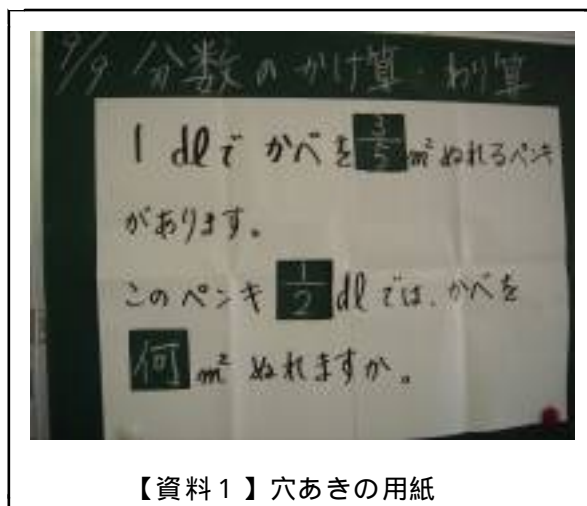 9/9 分数のかけ算・わり算
1 dlで かべを 3/5 m² ぬれるペンキ
があります。
このペンキ 1/2 dlでは、かべを
何 m² ぬれますか。
【資料1】穴あきの用紙